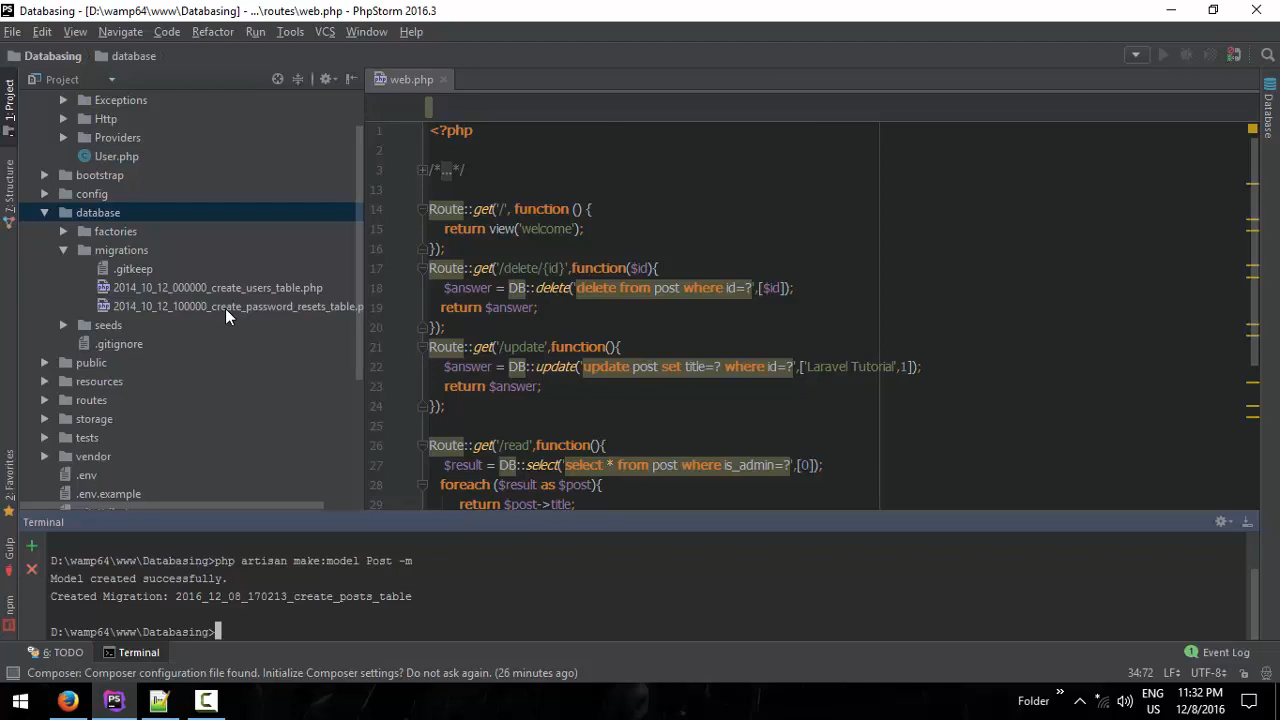 Databasing - [D:\wamp64\www\Databasing] - ...\routes\web.php - PhpStorm 2016.3
File Edit View Navigate Code Refactor Run Tools VCS Window Help
Databasing database
Project
web.php
1: Project
7: Structure
2: Favorites
Gulp
npm
Database
Exceptions
Http
Providers
User.php
bootstrap
config
database
factories
migrations
.gitkeep
2014_10_12_000000_create_users_table.php
2014_10_12_100000_create_password_resets_table.p
seeds
.gitignore
public
resources
routes
storage
tests
vendor
.env
.env.example
1 <?php
2
3 /*...*/
13
14 Route::get('/', function () {
15 return view('welcome');
16 });
17 Route::get('/delete/{id}',function($id){
18 $answer = DB::delete('delete from post where id=?',[$id]);
19 return $answer;
20 });
21 Route::get('/update',function(){
22 $answer = DB::update('update post set title=? where id=?',['Laravel Tutorial',1]);
23 return $answer;
24 });
25
26 Route::get('/read',function(){
27 $result = DB::select('select * from post where is_admin=?',[0]);
28 foreach ($result as $post){
29 return $post->title;
Terminal
D:\wamp64\www\Databasing>php artisan make:model Post -m
Model created successfully.
Created Migration: 2016_12_08_170213_create_posts_table
D:\wamp64\www\Databasing>
6: TODO Terminal Event Log
Composer: Composer configuration file found. Initialize Composer settings? Do not ask again. (26 minutes ago) 34:72 LF÷ UTF-8÷
Folder
ENG
US
11:32 PM
12/8/2016